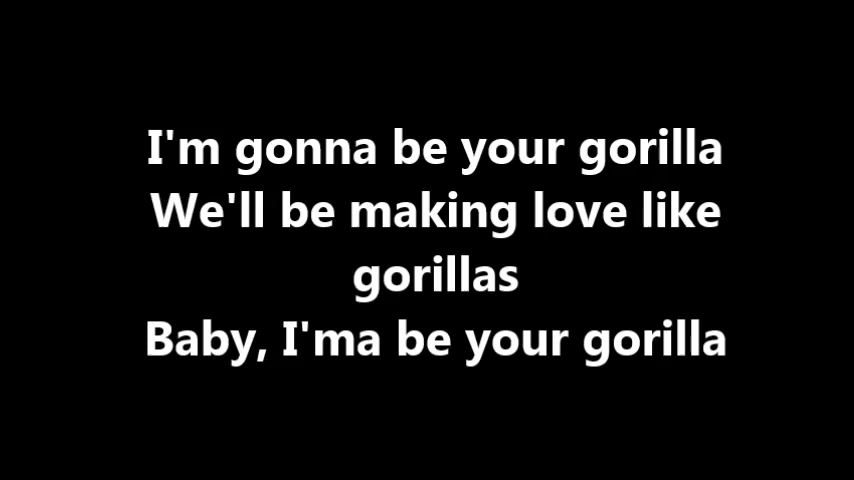 I'm gonna be your gorilla
We'll be making love like
gorillas
Baby, I'ma be your gorilla